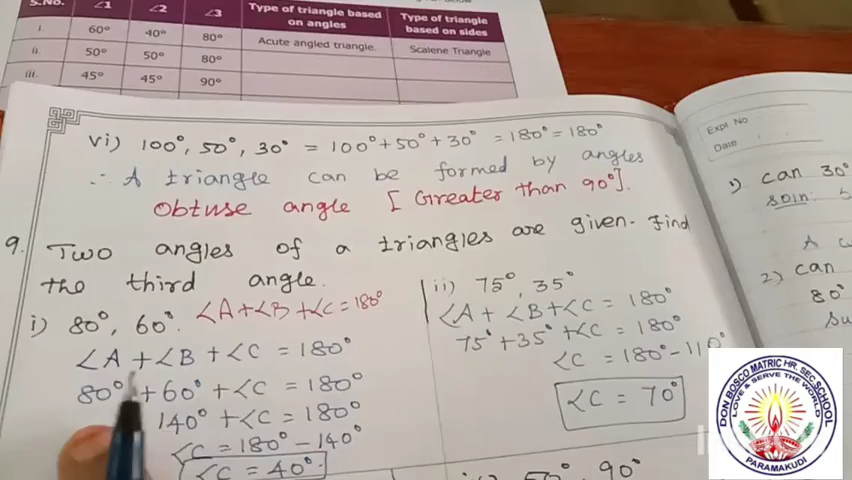 S.No. ∠1 ∠2 ∠3 Type of triangle based on angles Type of triangle based on sides
i. 60° 40° 80° Acute angled triangle. Scalene Triangle
ii. 50° 50° 80°
iii. 45° 45° 90°
vi) 100°, 50°, 30° = 100°+50°+30° = 180° = 180°
∴ A triangle can be formed by angles
Obtuse angle [Greater than 90°].
9. Two angles of a triangles are given. Find
the third angle.
i) 80°, 60°. ∠A+∠B+∠C=180°
∠A+∠B+∠C = 180°
80°+60°+∠C = 180°
140°+∠C = 180°
∠C = 180°-140°
∠C = 40°.
ii) 75°, 35°
∠A+∠B+∠C = 180°
75°+35°+∠C = 180°
∠C = 180°-110°
∠C = 70°
90°
Expt No
Date
1) can 30°
soln:
A
2) can
80°
DON BOSCO MATRIC HR. SEC. SCHOOL
LOVE & SERVE THE WORLD
PARAMAKUDI